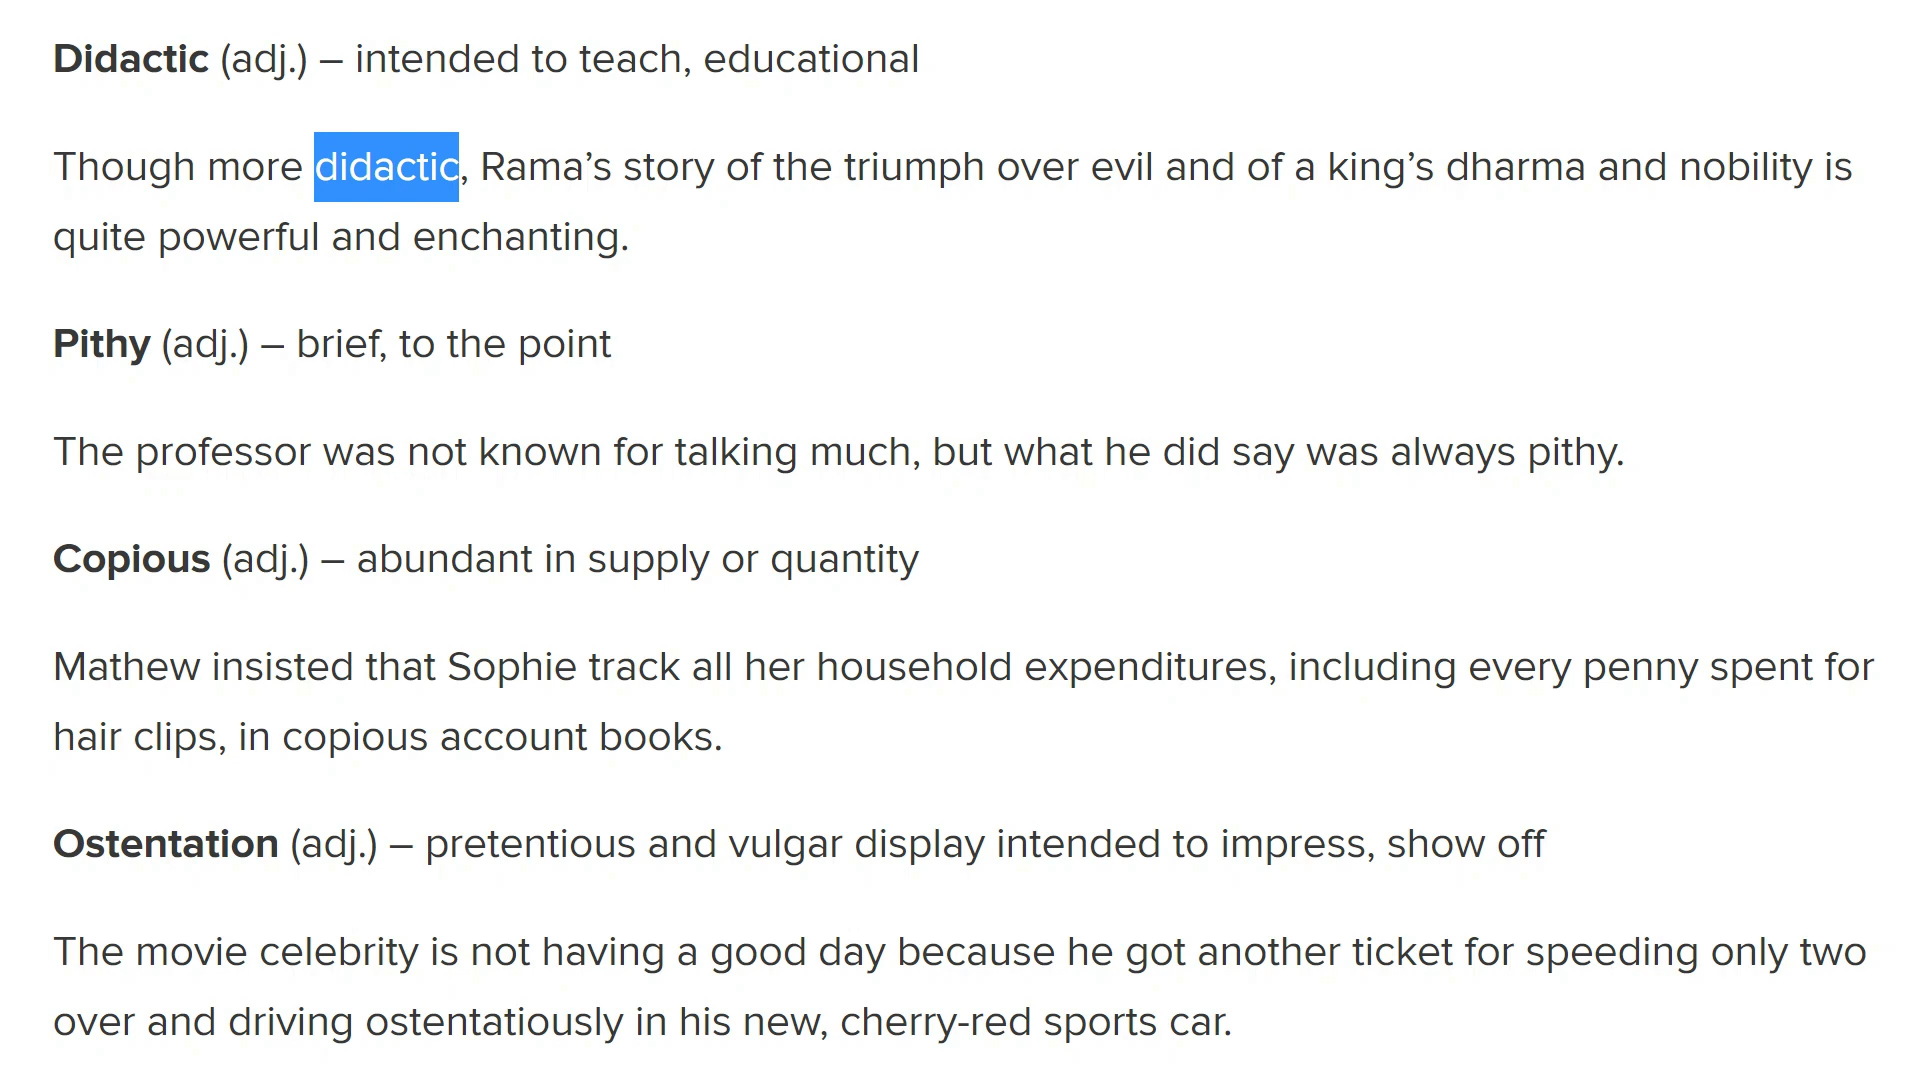 Didactic (adj.) – intended to teach, educational
Though more didactic, Rama’s story of the triumph over evil and of a king’s dharma and nobility is
quite powerful and enchanting.
Pithy (adj.) – brief, to the point
The professor was not known for talking much, but what he did say was always pithy.
Copious (adj.) – abundant in supply or quantity
Mathew insisted that Sophie track all her household expenditures, including every penny spent for
hair clips, in copious account books.
Ostentation (adj.) – pretentious and vulgar display intended to impress, show off
The movie celebrity is not having a good day because he got another ticket for speeding only two
over and driving ostentatiously in his new, cherry-red sports car.